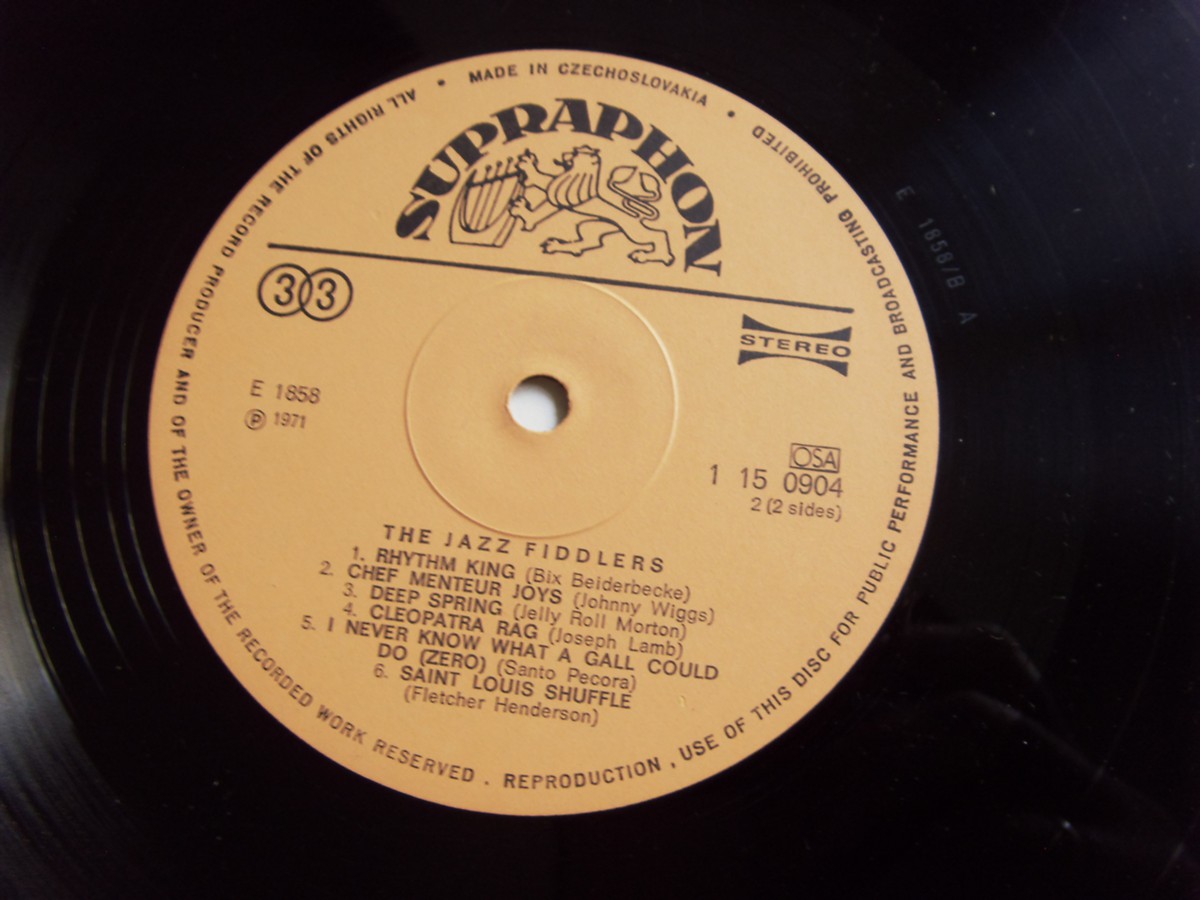 MADE IN CZECHOSLOVAKIA
ALL RIGHTS OF THE RECORD PRODUCER AND OF THE OWNER OF THE RECORDED WORK RESERVED . REPRODUCTION , USE OF THIS DISC FOR PUBLIC PERFORMANCE AND BROADCASTING PROHIBITED
SUPRAPHON
33
STEREO
E 1858
℗ 1971
OSA
1 15 0904
2 (2 sides)
THE JAZZ FIDDLERS
1. RHYTHM KING (Bix Beiderbecke)
2. CHEF MENTEUR JOYS (Johnny Wiggs)
3. DEEP SPRING (Jelly Roll Morton)
4. CLEOPATRA RAG (Joseph Lamb)
5. I NEVER KNOW WHAT A GALL COULD
DO (ZERO) (Santo Pecora)
6. SAINT LOUIS SHUFFLE
(Fletcher Henderson)
E 1858/B A